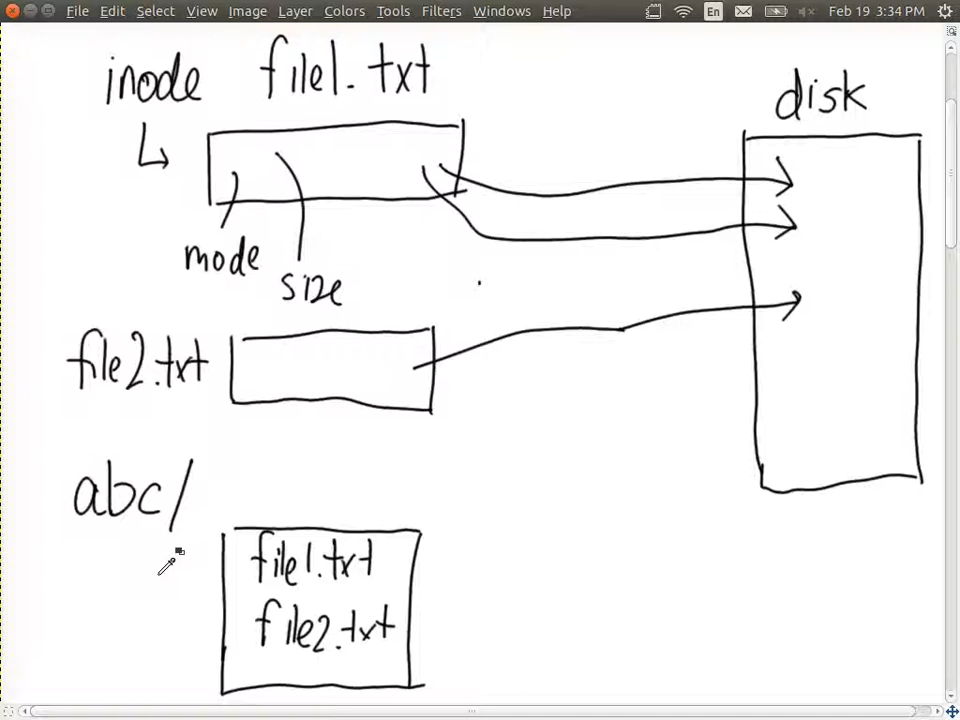 File Edit Select View Image Layer Colors Tools Filters Windows Help En Feb 19 3:34 PM
inode file1.txt
disk
mode
size
file2.txt
abc/
file1.txt
file2.txt